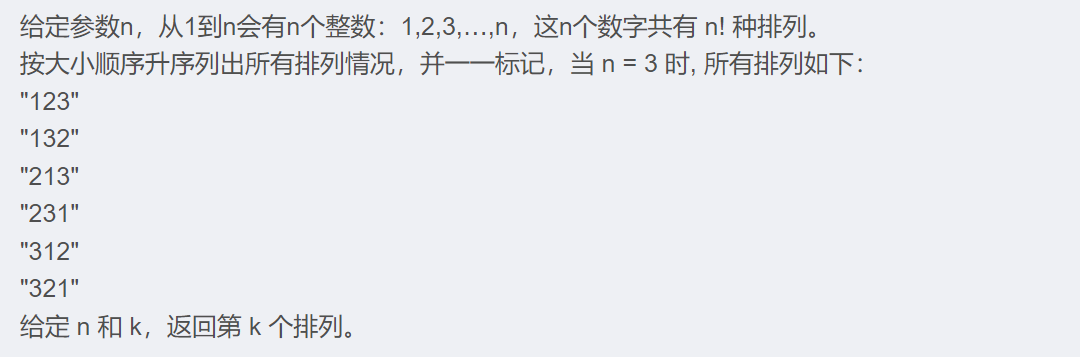 给定参数n，从1到n会有n个整数：1,2,3,…,n，这n个数字共有 n! 种排列。
按大小顺序升序列出所有排列情况，并一一标记，当 n = 3 时, 所有排列如下：
"123"
"132"
"213"
"231"
"312"
"321"
给定 n 和 k，返回第 k 个排列。